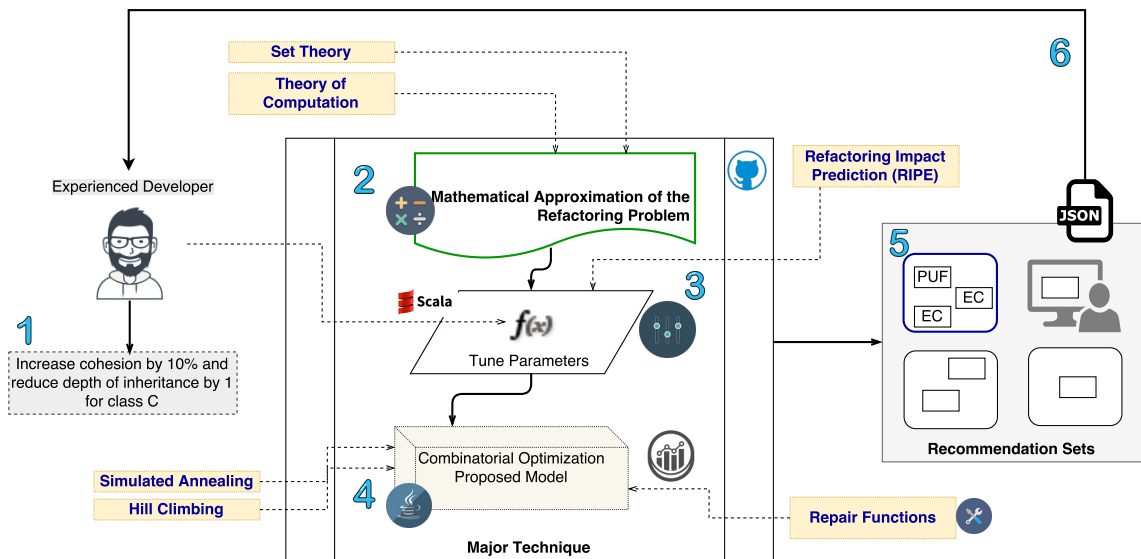 6
Set Theory
Theory of
Computation
Experienced Developer
2
Mathematical Approximation of the
Refactoring Problem
Refactoring Impact
Prediction (RIPE)
JSON
5
PUF
EC
EC
Recommendation Sets
1
Increase cohesion by 10% and
reduce depth of inheritance by 1
for class C
Scala
3
f(x)
Tune Parameters
Combinatorial Optimization
Proposed Model
4
Simulated Annealing
Hill Climbing
Repair Functions
Major Technique